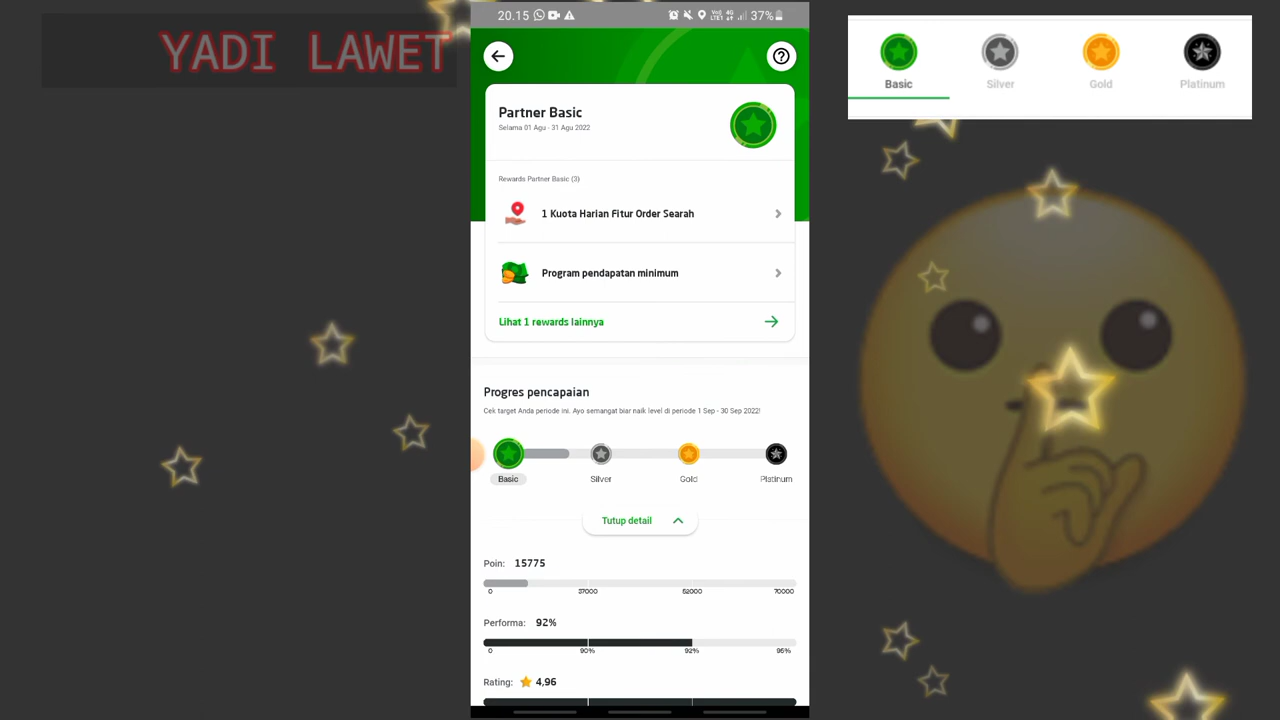 YADI LAWET
20.15
37%
Partner Basic
Selama 01 Agu - 31 Agu 2022
Rewards Partner Basic (3)
1 Kuota Harian Fitur Order Searah
Program pendapatan minimum
Lihat 1 rewards lainnya
Progres pencapaian
Cek target Anda periode ini. Ayo semangat biar naik level di periode 1 Sep - 30 Sep 2022!
Basic Silver Gold Platinum
Tutup detail
Poin: 15775
0 37000 52000 70000
Performa: 92%
0 90% 92% 95%
Rating: 4,96
Basic Silver Gold Platinum